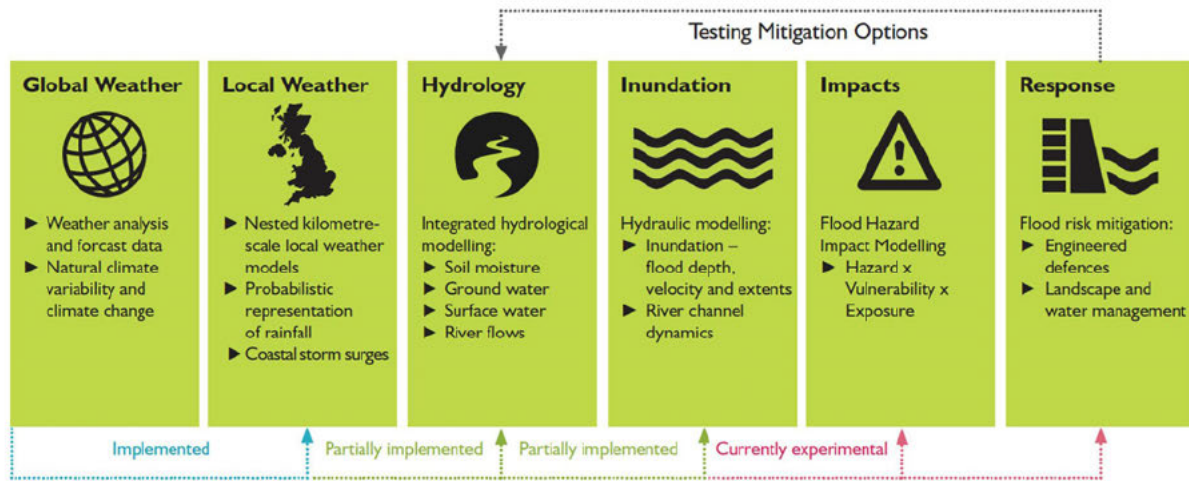 Testing Mitigation Options
Global Weather
► Weather analysis
and forcast data
► Natural climate
variability and
climate change
Local Weather
► Nested kilometre-
scale local weather
models
► Probabilistic
representation
of rainfall
► Coastal storm surges
Hydrology
Integrated hydrological
modelling:
► Soil moisture
► Ground water
► Surface water
► River flows
Inundation
Hydraulic modelling:
► Inundation –
flood depth,
velocity and extents
► River channel
dynamics
Impacts
Flood Hazard
Impact Modelling
► Hazard x
Vulnerability x
Exposure
Response
Flood risk mitigation:
► Engineered
defences
► Landscape and
water management
Implemented
Partially implemented
Partially implemented
Currently experimental